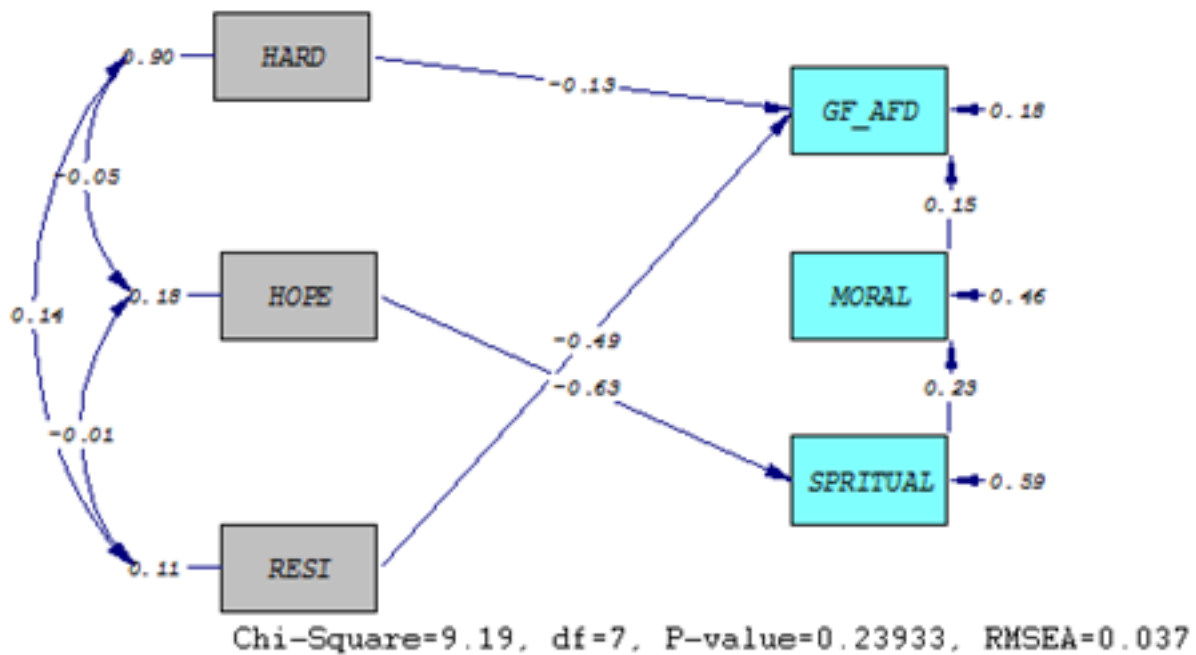 0.90
HARD
-0.13
GF_AFD
0.18
-0.05
0.15
0.18
HOPE
MORAL
0.46
0.14
-0.49
-0.63
0.23
-0.01
SPRITUAL
0.59
0.11
RESI
Chi-Square=9.19, df=7, P-value=0.23933, RMSEA=0.037